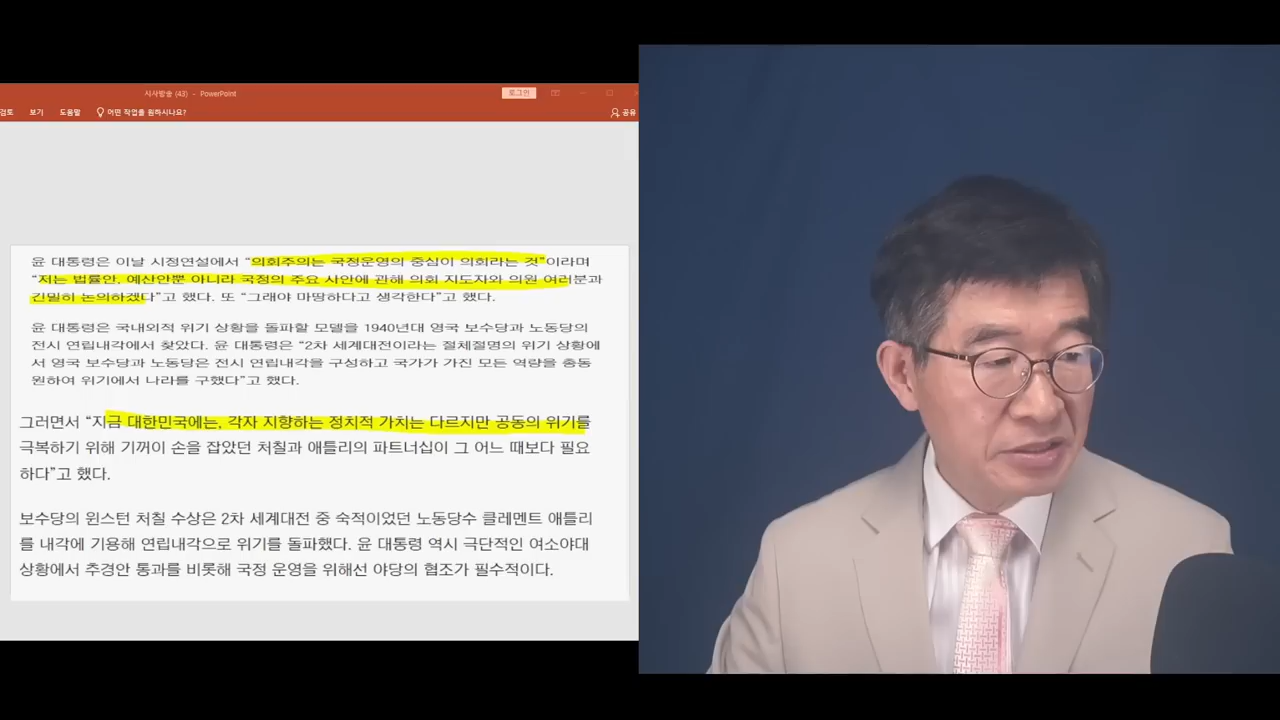 시사방송 (43) - PowerPoint
로그인
검토 보기 도움말 어떤 작업을 원하시나요? 공유
윤 대통령은 이날 시정연설에서 “의회주의는 국정운영의 중심이 의회라는 것”이라며
“저는 법률안, 예산안뿐 아니라 국정의 주요 사안에 관해 의회 지도자와 의원 여러분과
긴밀히 논의하겠다”고 했다. 또 “그래야 마땅하다고 생각한다”고 했다.
윤 대통령은 국내외적 위기 상황을 돌파할 모델을 1940년대 영국 보수당과 노동당의
전시 연립내각에서 찾았다. 윤 대통령은 “2차 세계대전이라는 절체절명의 위기 상황에
서 영국 보수당과 노동당은 전시 연립내각을 구성하고 국가가 가진 모든 역량을 총동
원하여 위기에서 나라를 구했다”고 했다.
그러면서 “지금 대한민국에는, 각자 지향하는 정치적 가치는 다르지만 공동의 위기를
극복하기 위해 기꺼이 손을 잡았던 처칠과 애틀리의 파트너십이 그 어느 때보다 필요
하다”고 했다.
보수당의 윈스턴 처칠 수상은 2차 세계대전 중 숙적이었던 노동당수 클레멘트 애틀리
를 내각에 기용해 연립내각으로 위기를 돌파했다. 윤 대통령 역시 극단적인 여소야대
상황에서 추경안 통과를 비롯해 국정 운영을 위해선 야당의 협조가 필수적이다.